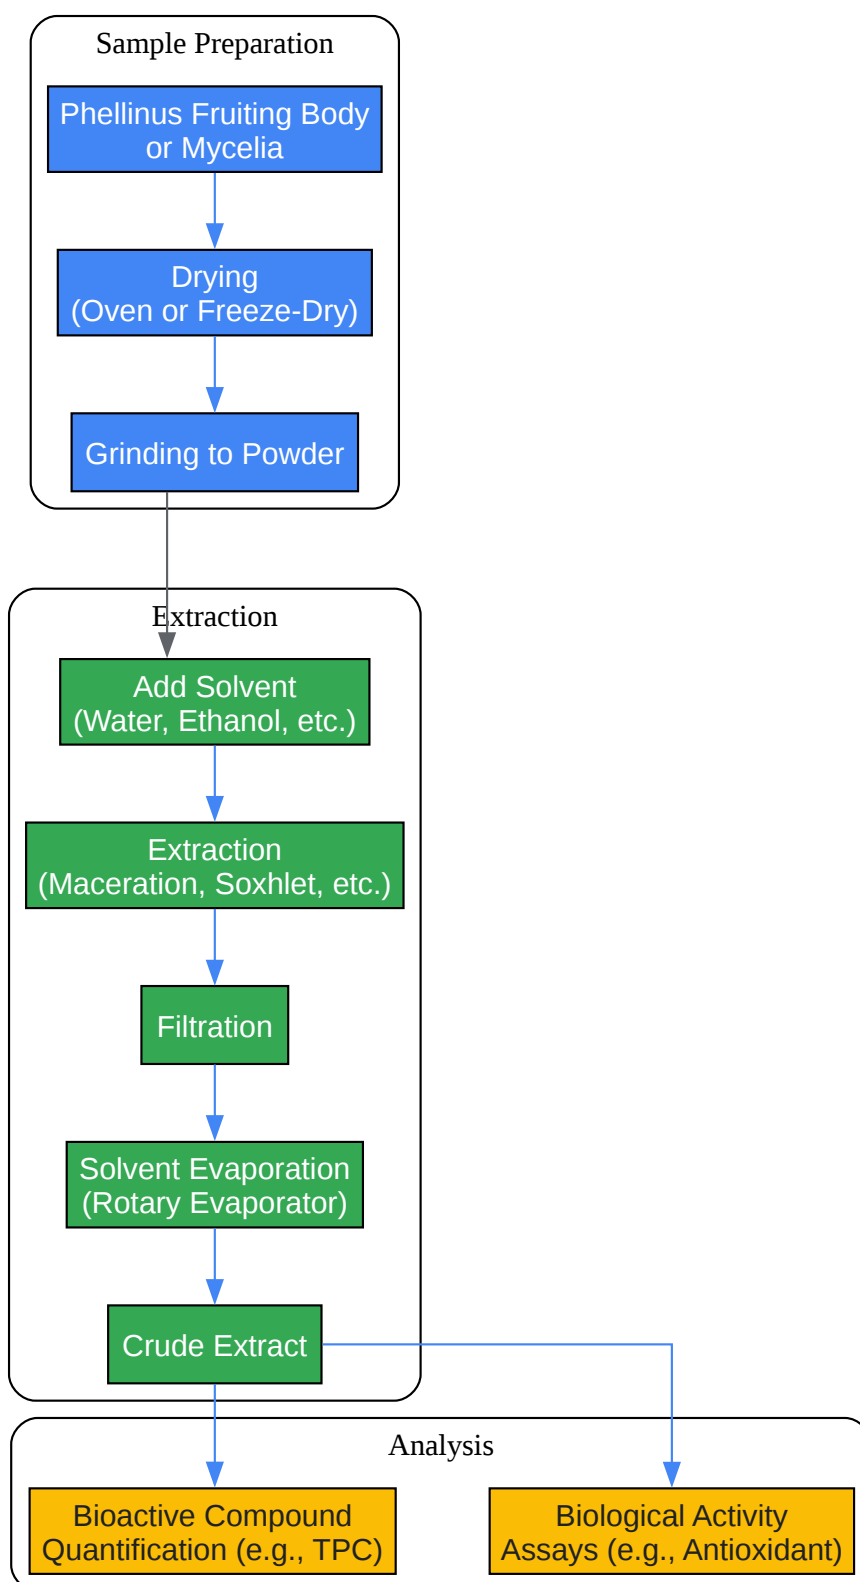 Sample Preparation
Phellinus Fruiting Body
or Mycelia
Drying
(Oven or Freeze-Dry)
Grinding to Powder
Extraction
Add Solvent
(Water, Ethanol, etc.)
Extraction
(Maceration, Soxhlet, etc.)
Filtration
Solvent Evaporation
(Rotary Evaporator)
Crude Extract
Analysis
Bioactive Compound
Quantification (e.g., TPC)
Biological Activity
Assays (e.g., Antioxidant)